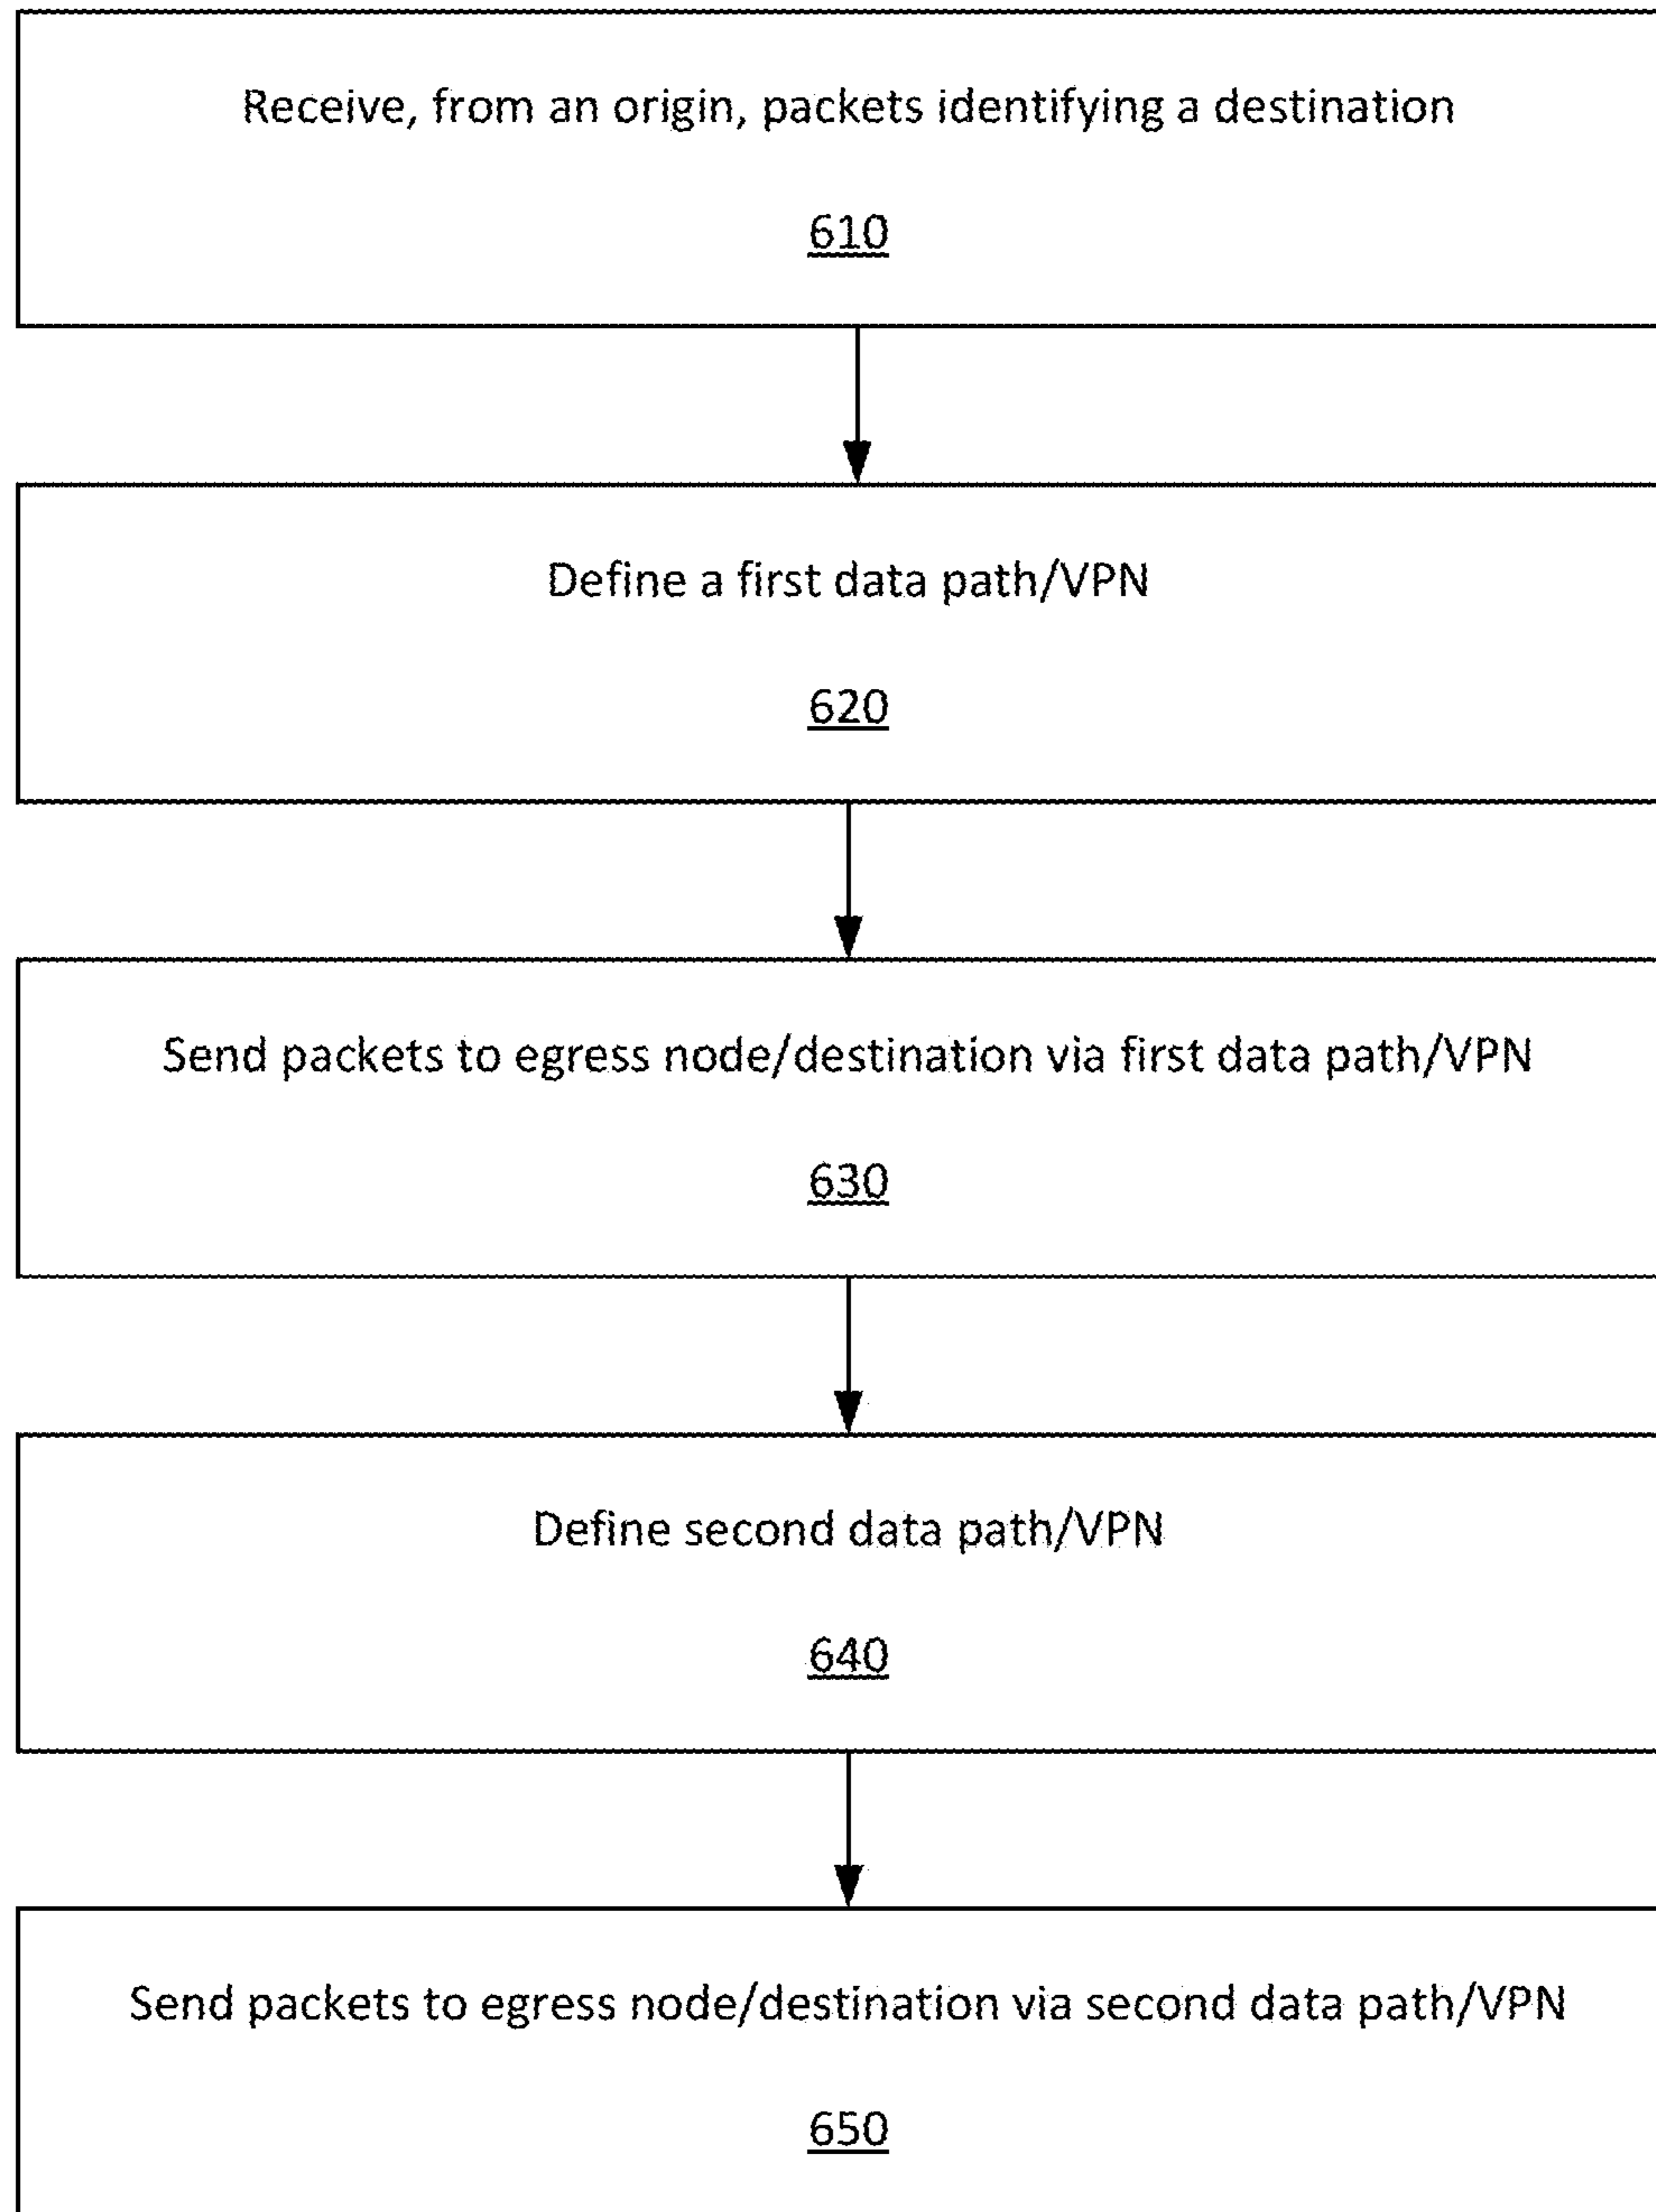 Receive, from an origin, packets identifying a destination
610
Define a first data path/VPN
620
Send packets to egress node/destination via first data path/VPN
630
Define second data path/VPN
640
Send packets to egress node/destination via second data path/VPN
650